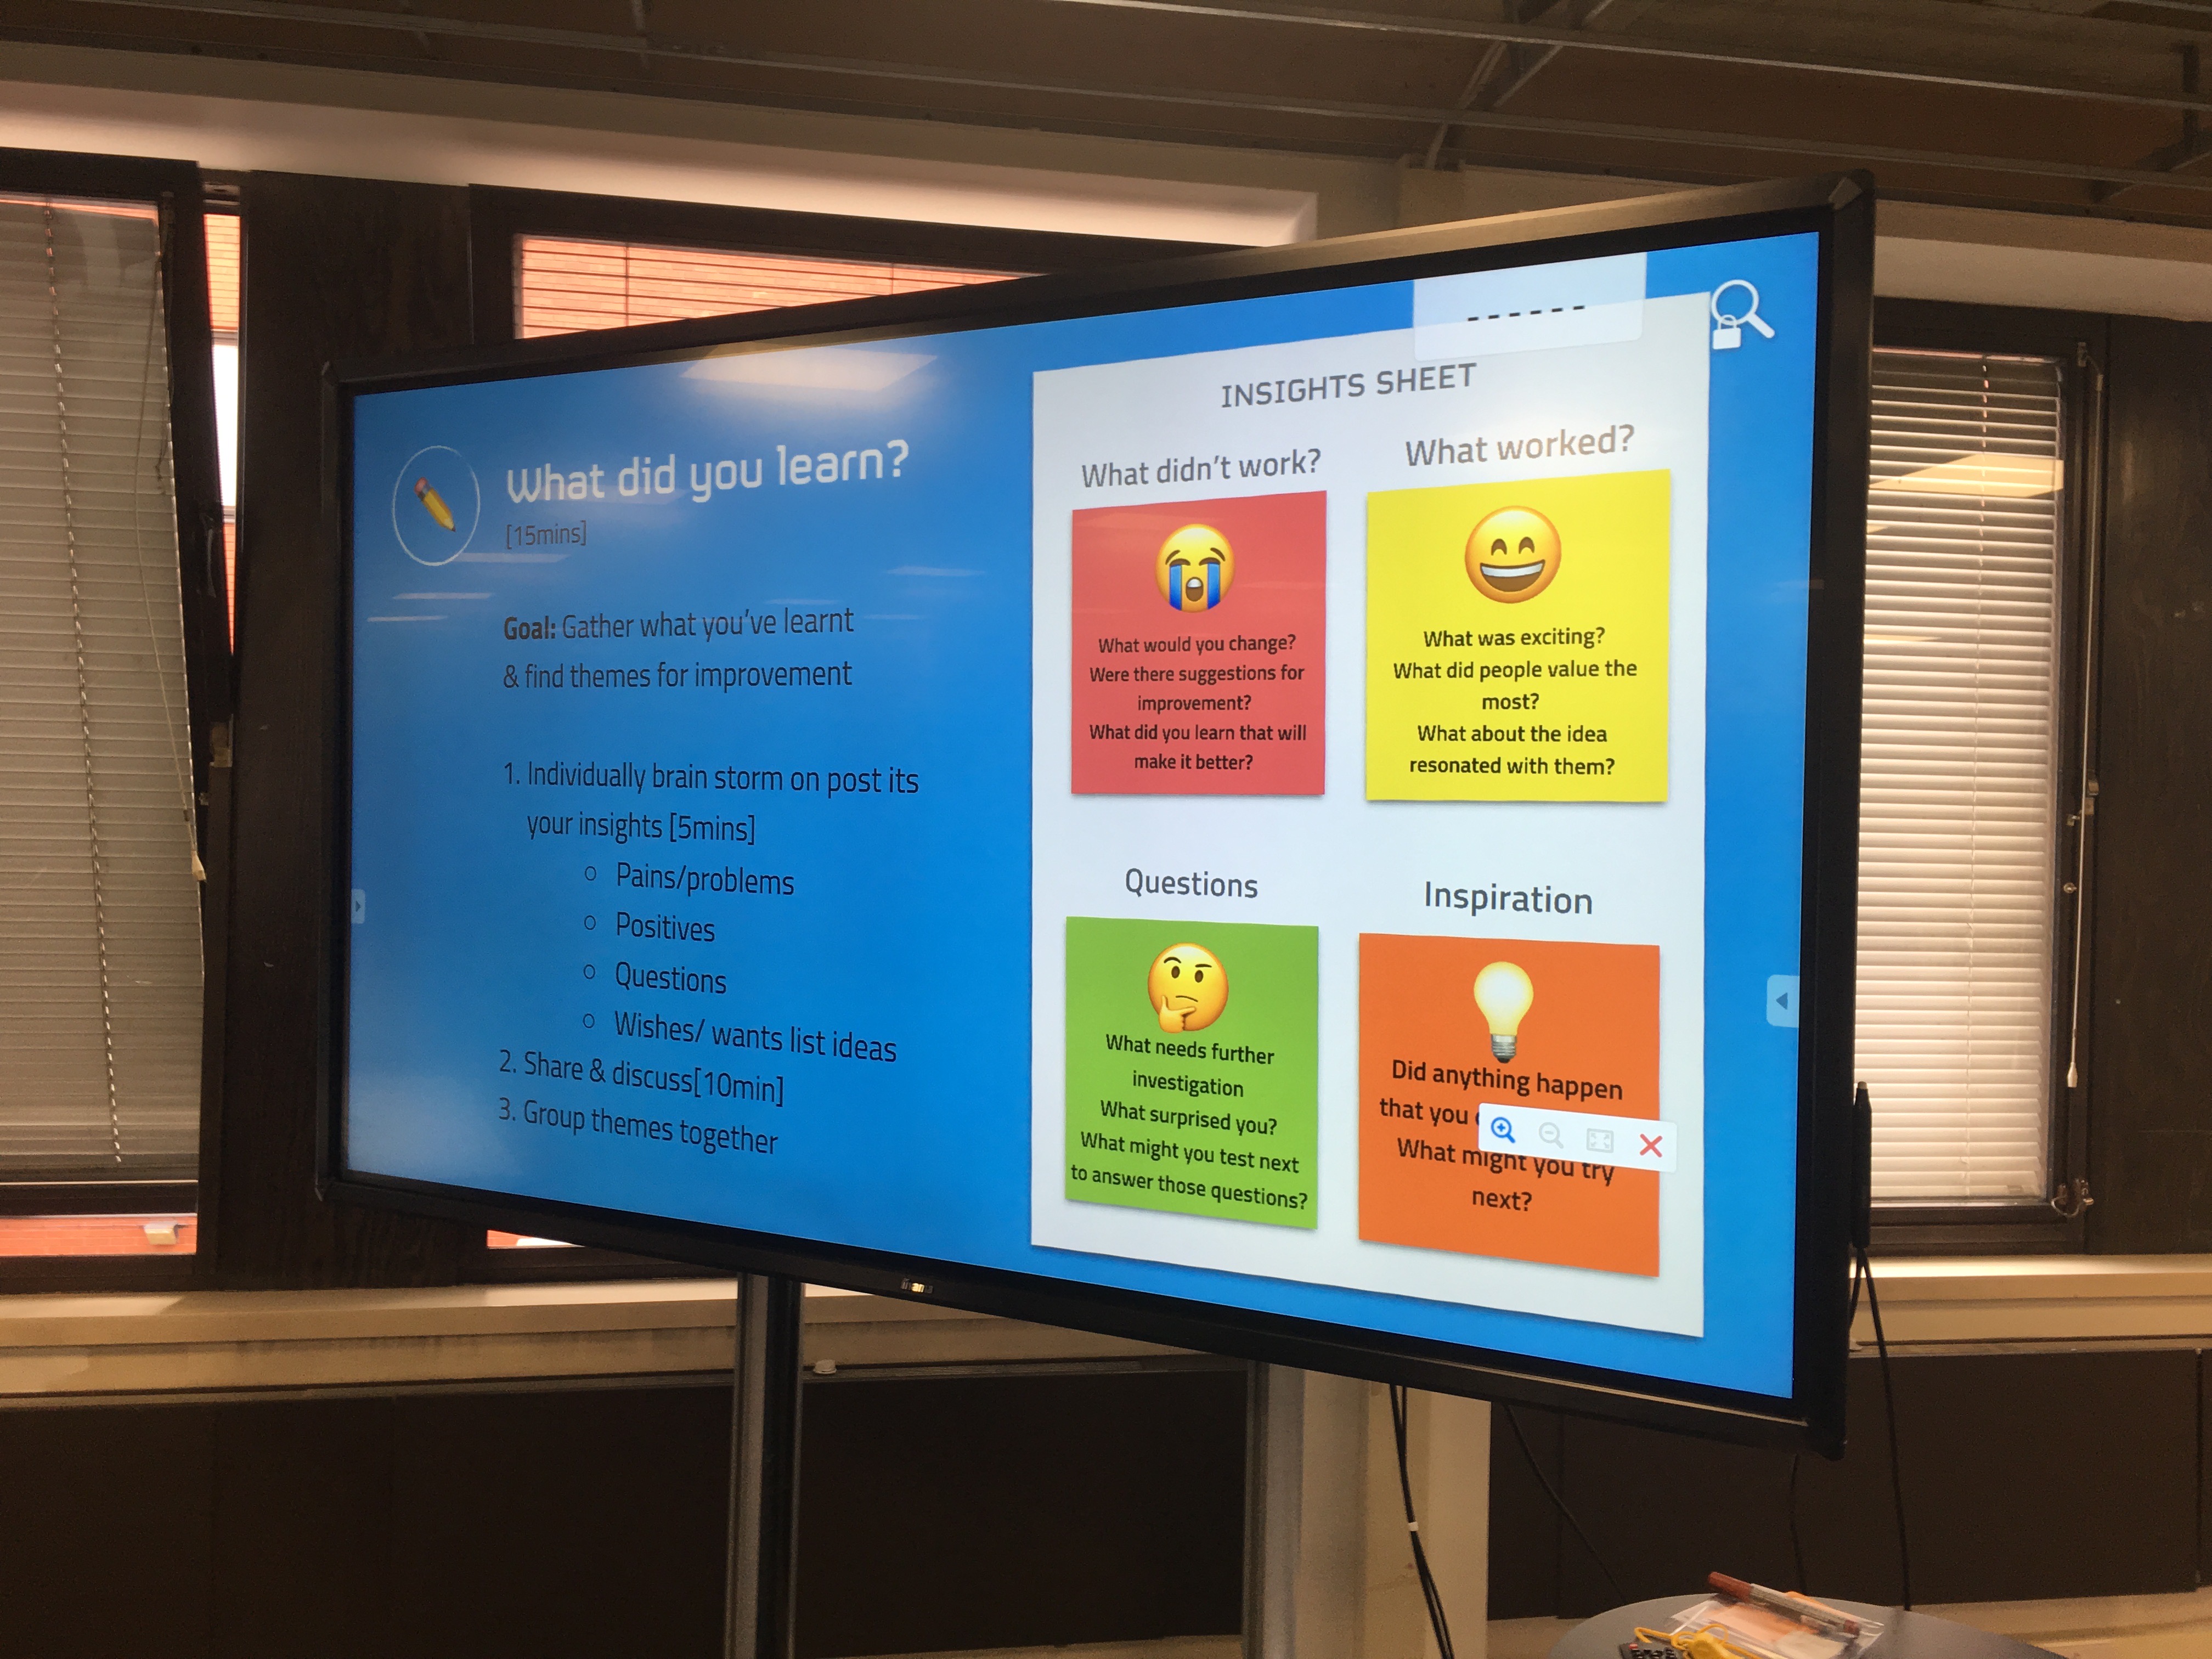 What did you learn?
[15mins]
Goal: Gather what you've learnt
& find themes for improvement
1. Individually brain storm on post its
your insights [5mins]
o Pains/problems
o Positives
o Questions
o Wishes/ wants list ideas
2. Share & discuss[10min]
3. Group themes together
------
INSIGHTS SHEET
What didn't work?
What would you change?
Were there suggestions for
improvement?
What did you learn that will
make it better?
What worked?
What was exciting?
What did people value the
most?
What about the idea
resonated with them?
Questions
What needs further
investigation
What surprised you?
What might you test next
to answer those questions?
Inspiration
Did anything happen
that you
What might you try
next?
iiyama